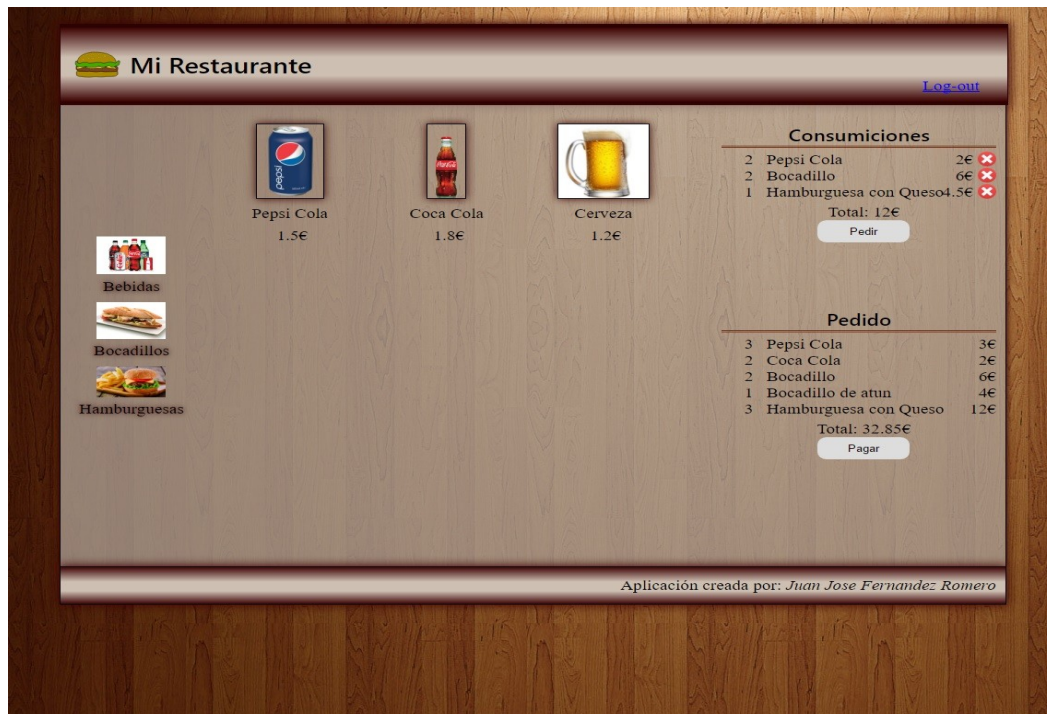 Mi Restaurante
Log-out
Pepsi Cola
1.5€
Coca Cola
1.8€
Cerveza
1.2€
Bebidas
Bocadillos
Hamburguesas
Consumiciones
2 Pepsi Cola 2€
2 Bocadillo 6€
1 Hamburguesa con Queso4.5€
Total: 12€
Pedir
Pedido
3 Pepsi Cola 3€
2 Coca Cola 2€
2 Bocadillo 6€
1 Bocadillo de atun 4€
3 Hamburguesa con Queso 12€
Total: 32.85€
Pagar
Aplicación creada por: Juan Jose Fernandez Romero
pepsi